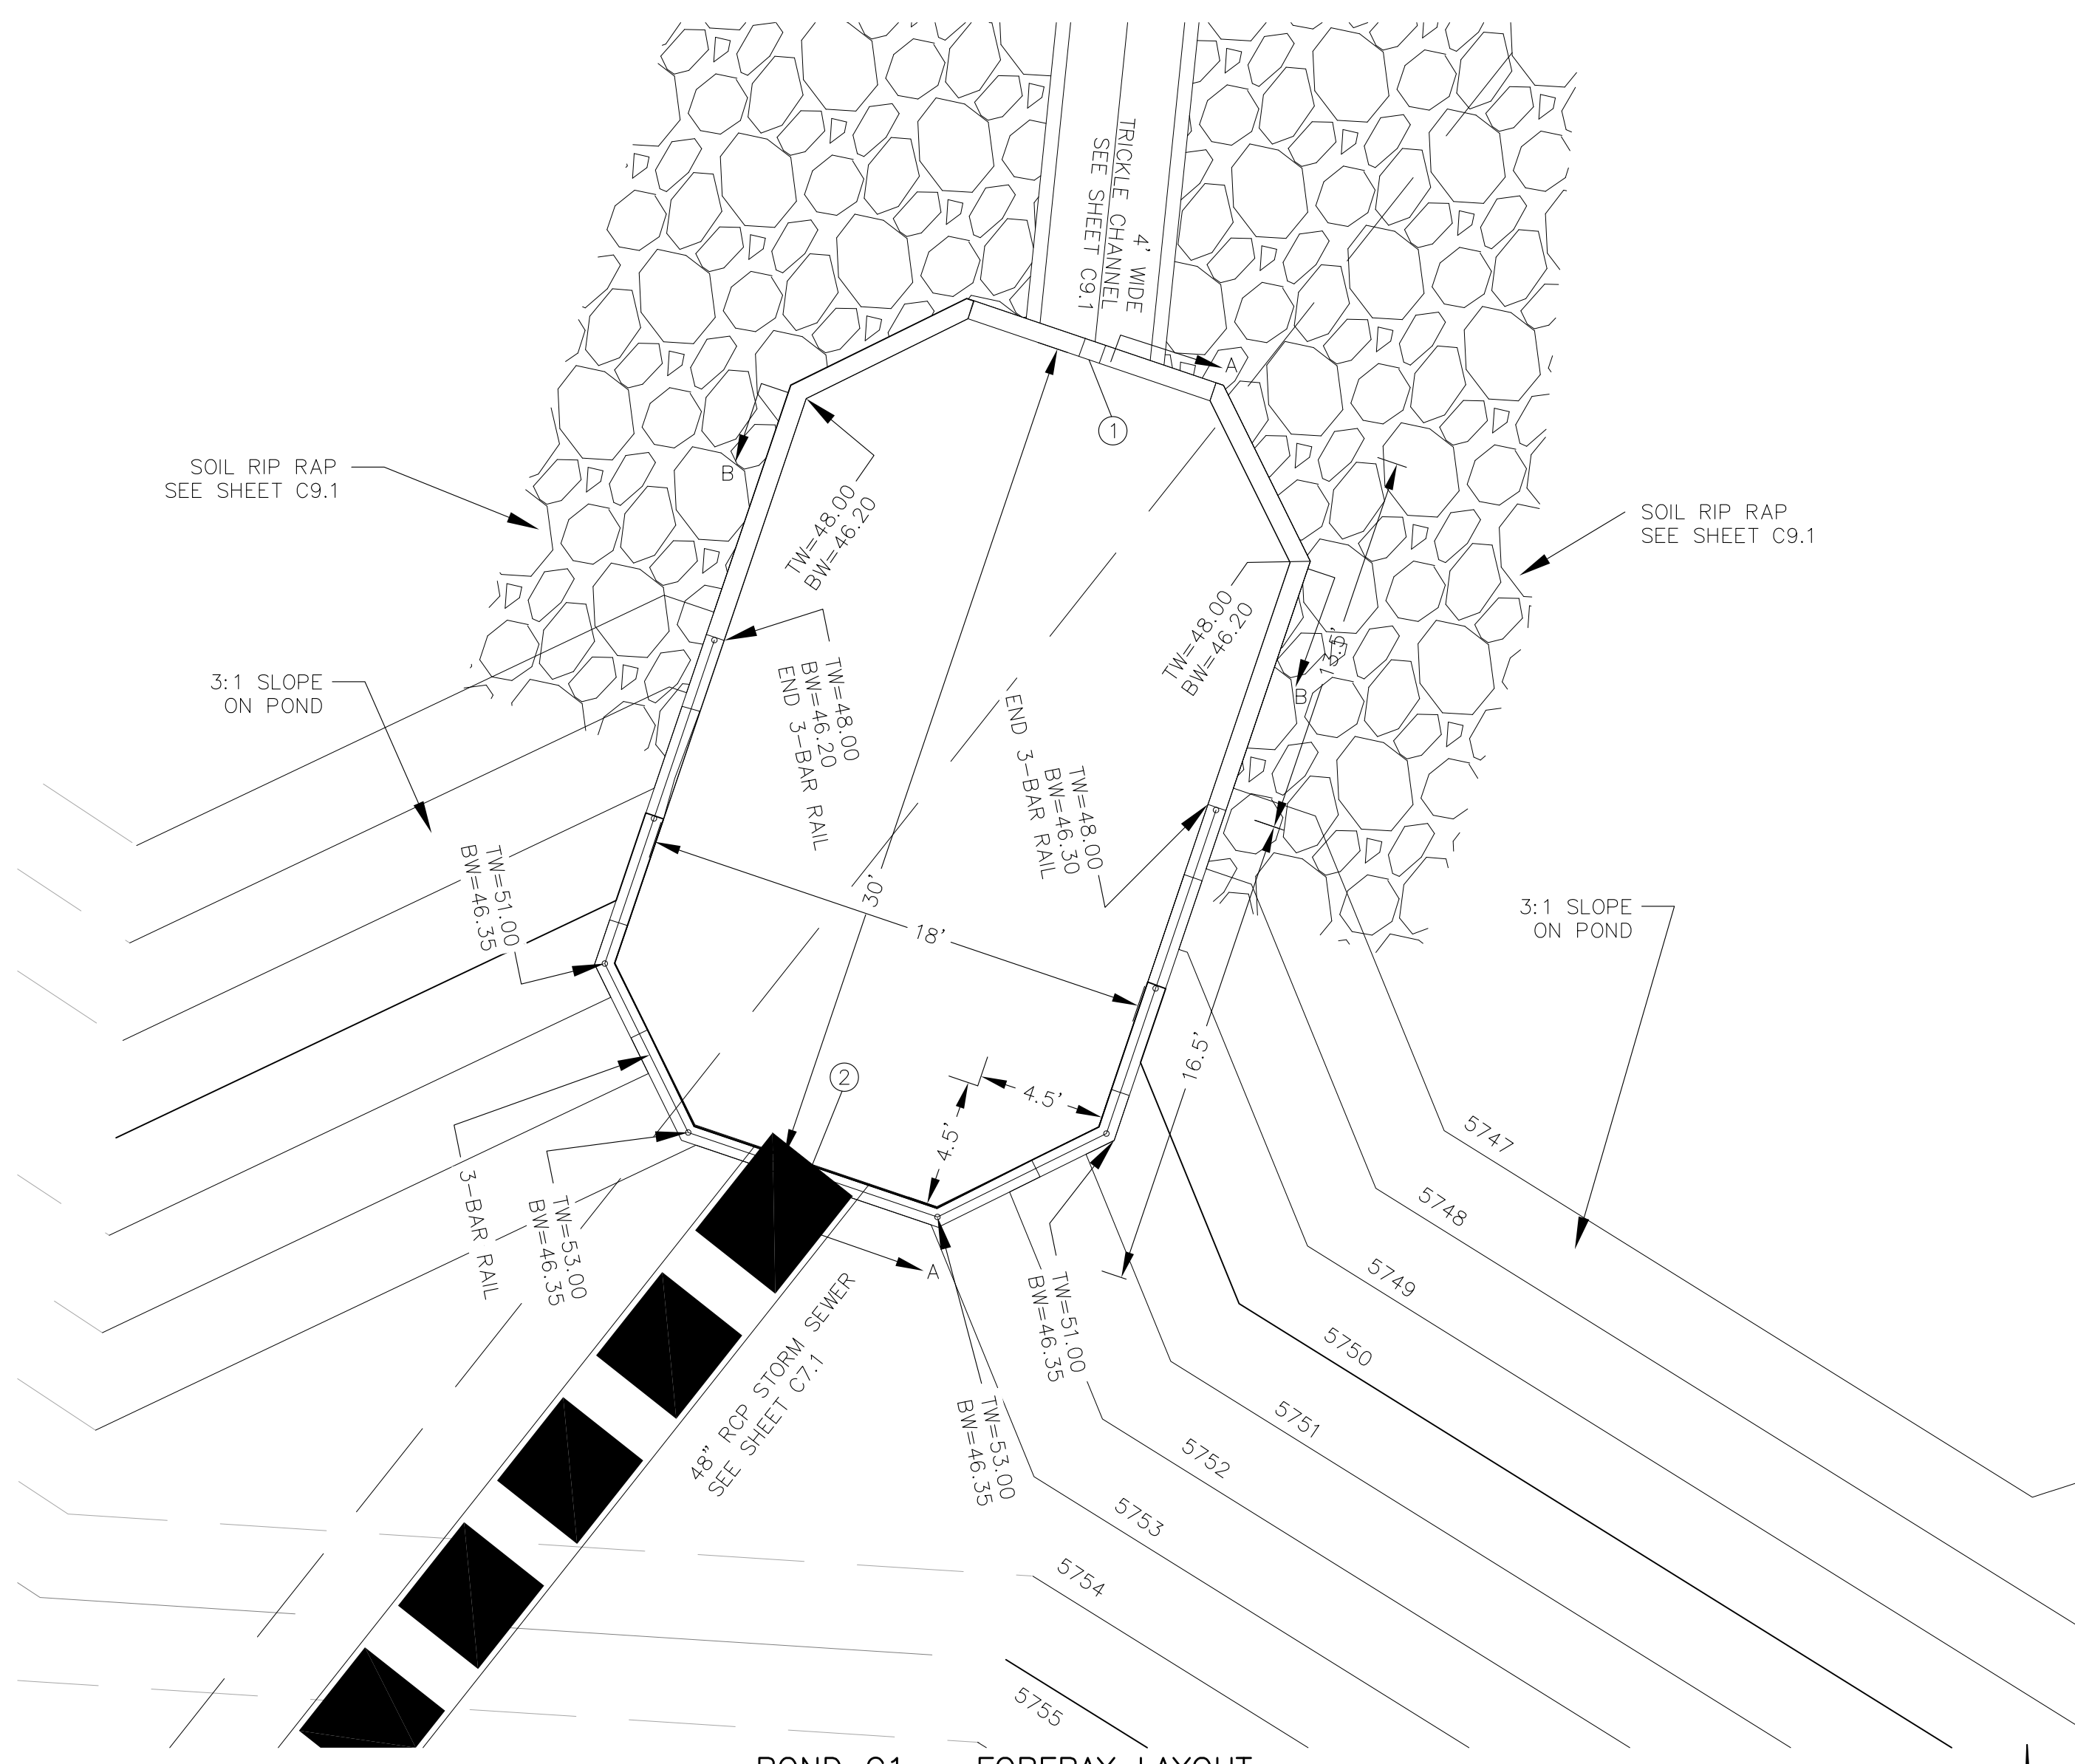 4' WIDE
TRICKLE CHANNEL
SEE SHEET C9.1
A
1
B
SOIL RIP RAP
SEE SHEET C9.1
TW=48.00
BW=46.20
SOIL RIP RAP
SEE SHEET C9.1
TW=48.00
BW=46.20
13.5'
B
3:1 SLOPE
ON POND
TW=48.00
BW=46.20
END 3-BAR RAIL
TW=48.00
BW=46.30
END 3-BAR RAIL
30'
18'
TW=51.00
BW=46.35
3:1 SLOPE
ON POND
16.5'
2
4.5'
4.5'
3-BAR RAIL
TW=53.00
BW=46.35
A
48" RCP STORM SEWER
SEE SHEET C7.1
TW=51.00
BW=46.35
TW=53.00
BW=46.35
5747
5748
5749
5750
5751
5752
5753
5754
5755